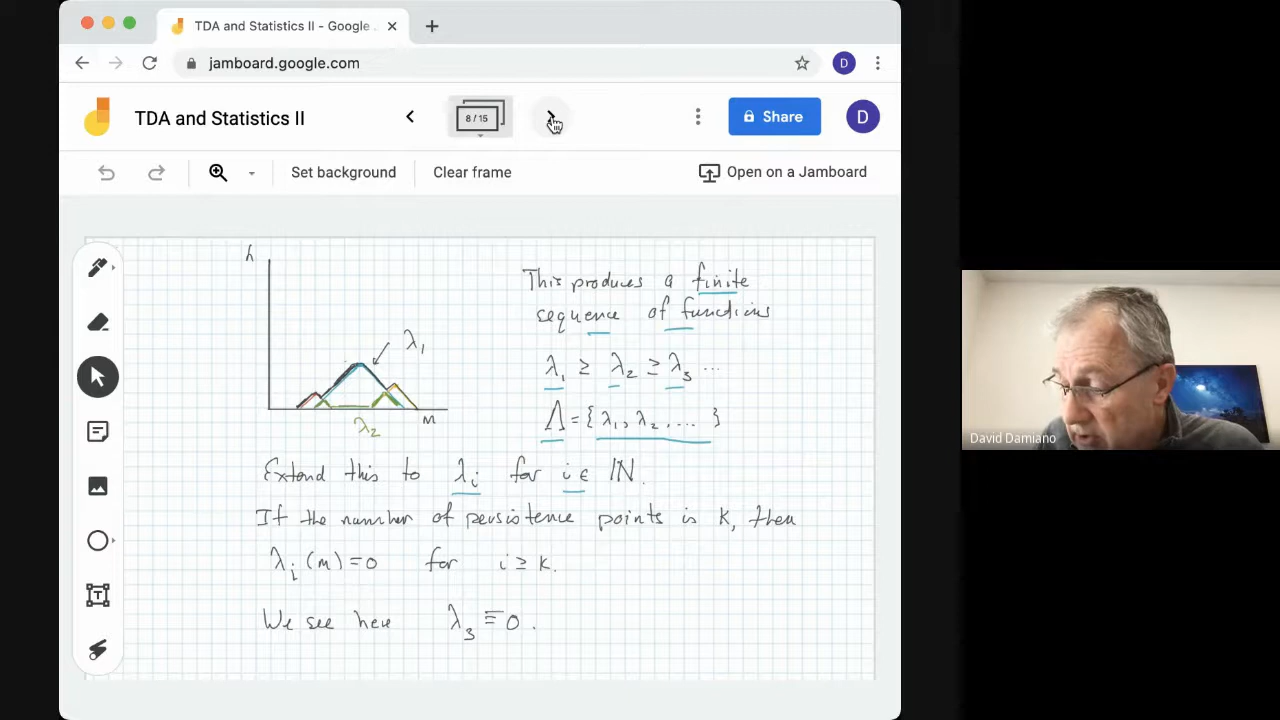 TDA and Statistics II - Google
jamboard.google.com
D
TDA and Statistics II
8 / 15
Share
D
Set background
Clear frame
Open on a Jamboard
h
λ₁
λ₂
m
This produces a finite
sequence of functions
λ₁ ≥ λ₂ ≥ λ₃ ...
Λ = { λ₁, λ₂, ... }
Extend this to λᵢ for i ∈ ℕ.
If the number of persistence points is K, then
λᵢ(m) = 0 for i ≥ K.
We see here λ₃ ≡ 0.
T
David Damiano